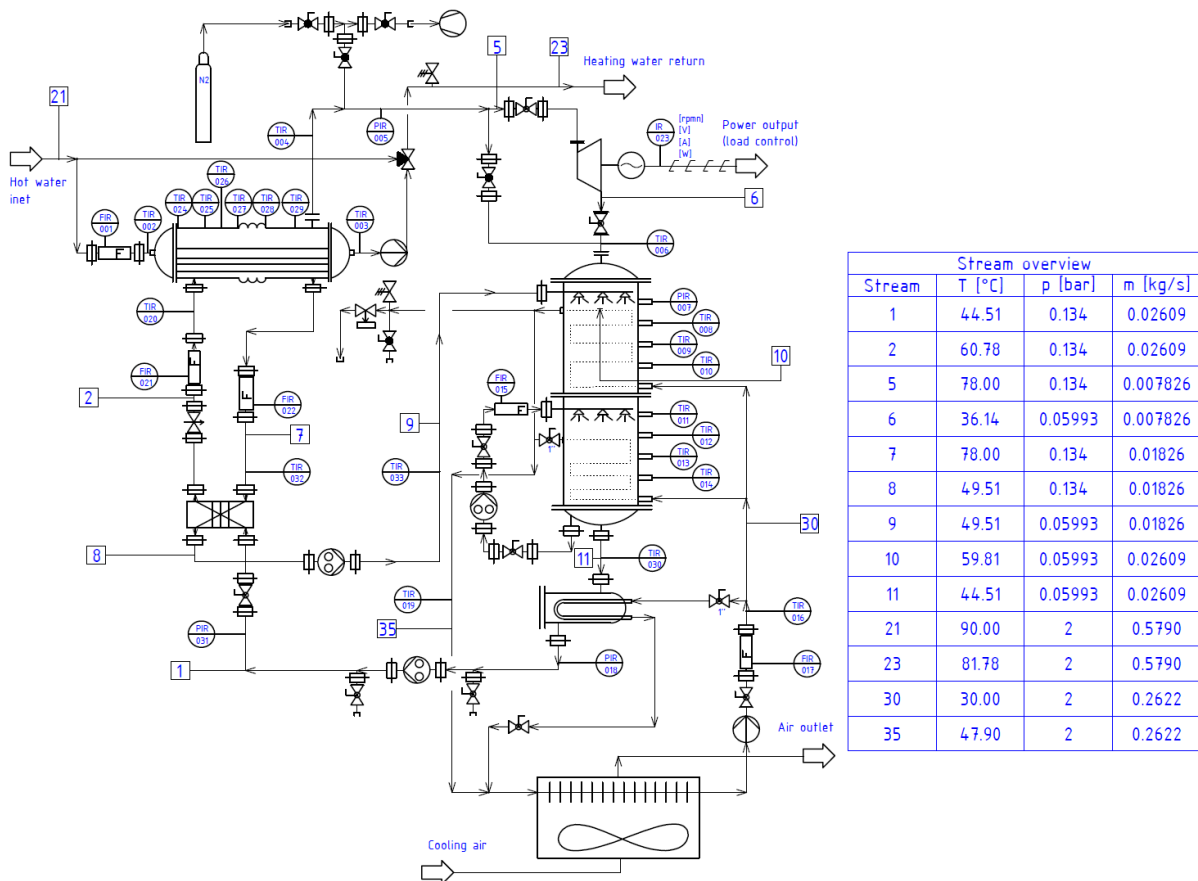 N2
5
23
Heating water return
21
TIR
004
PIR
005
[rpmn]
[V]
[A]
[W]
IR
023
Power output
(load control)
Hot water
inet
TIR
026
TIR
024
TIR
025
TIR
027
TIR
028
TIR
029
FIR
001
F
TIR
002
TIR
003
6
TIR
006
TIR
020
PIR
007
TIR
008
TIR
009
TIR
010
10
FIR
021
F
F
FIR
022
FIR
015
F
2
7
9
TIR
011
TIR
012
TIR
013
TIR
014
1"
TIR
032
TIR
033
30
8
11
TIR
030
TIR
019
35
1"
TIR
016
PIR
031
1
PIR
018
F
FIR
017
Air outlet
Cooling air
Stream overview
Stream T [°C] p [bar] m [kg/s]
1 44.51 0.134 0.02609
2 60.78 0.134 0.02609
5 78.00 0.134 0.007826
6 36.14 0.05993 0.007826
7 78.00 0.134 0.01826
8 49.51 0.134 0.01826
9 49.51 0.05993 0.01826
10 59.81 0.05993 0.02609
11 44.51 0.05993 0.02609
21 90.00 2 0.5790
23 81.78 2 0.5790
30 30.00 2 0.2622
35 47.90 2 0.2622